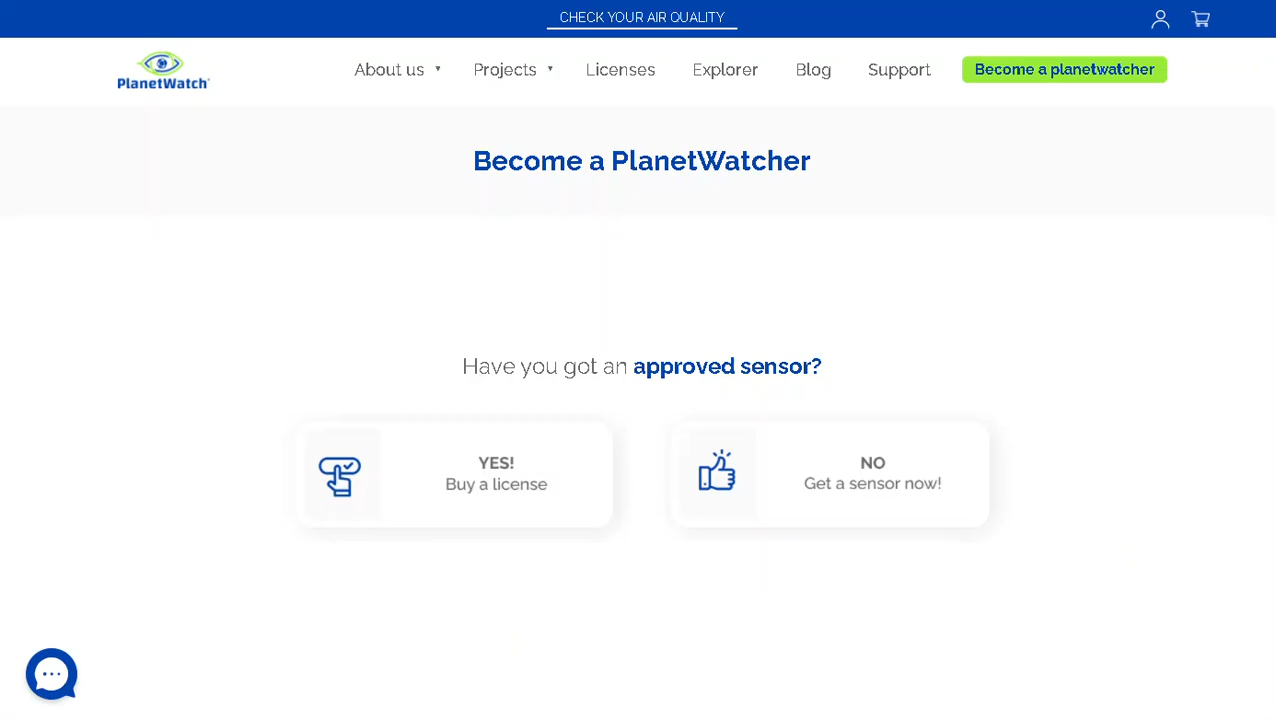 CHECK YOUR AIR QUALITY
PlanetWatch
About us Projects Licenses Explorer Blog Support Become a planetwatcher
Become a PlanetWatcher
Have you got an approved sensor?
YES!
Buy a license
NO
Get a sensor now!